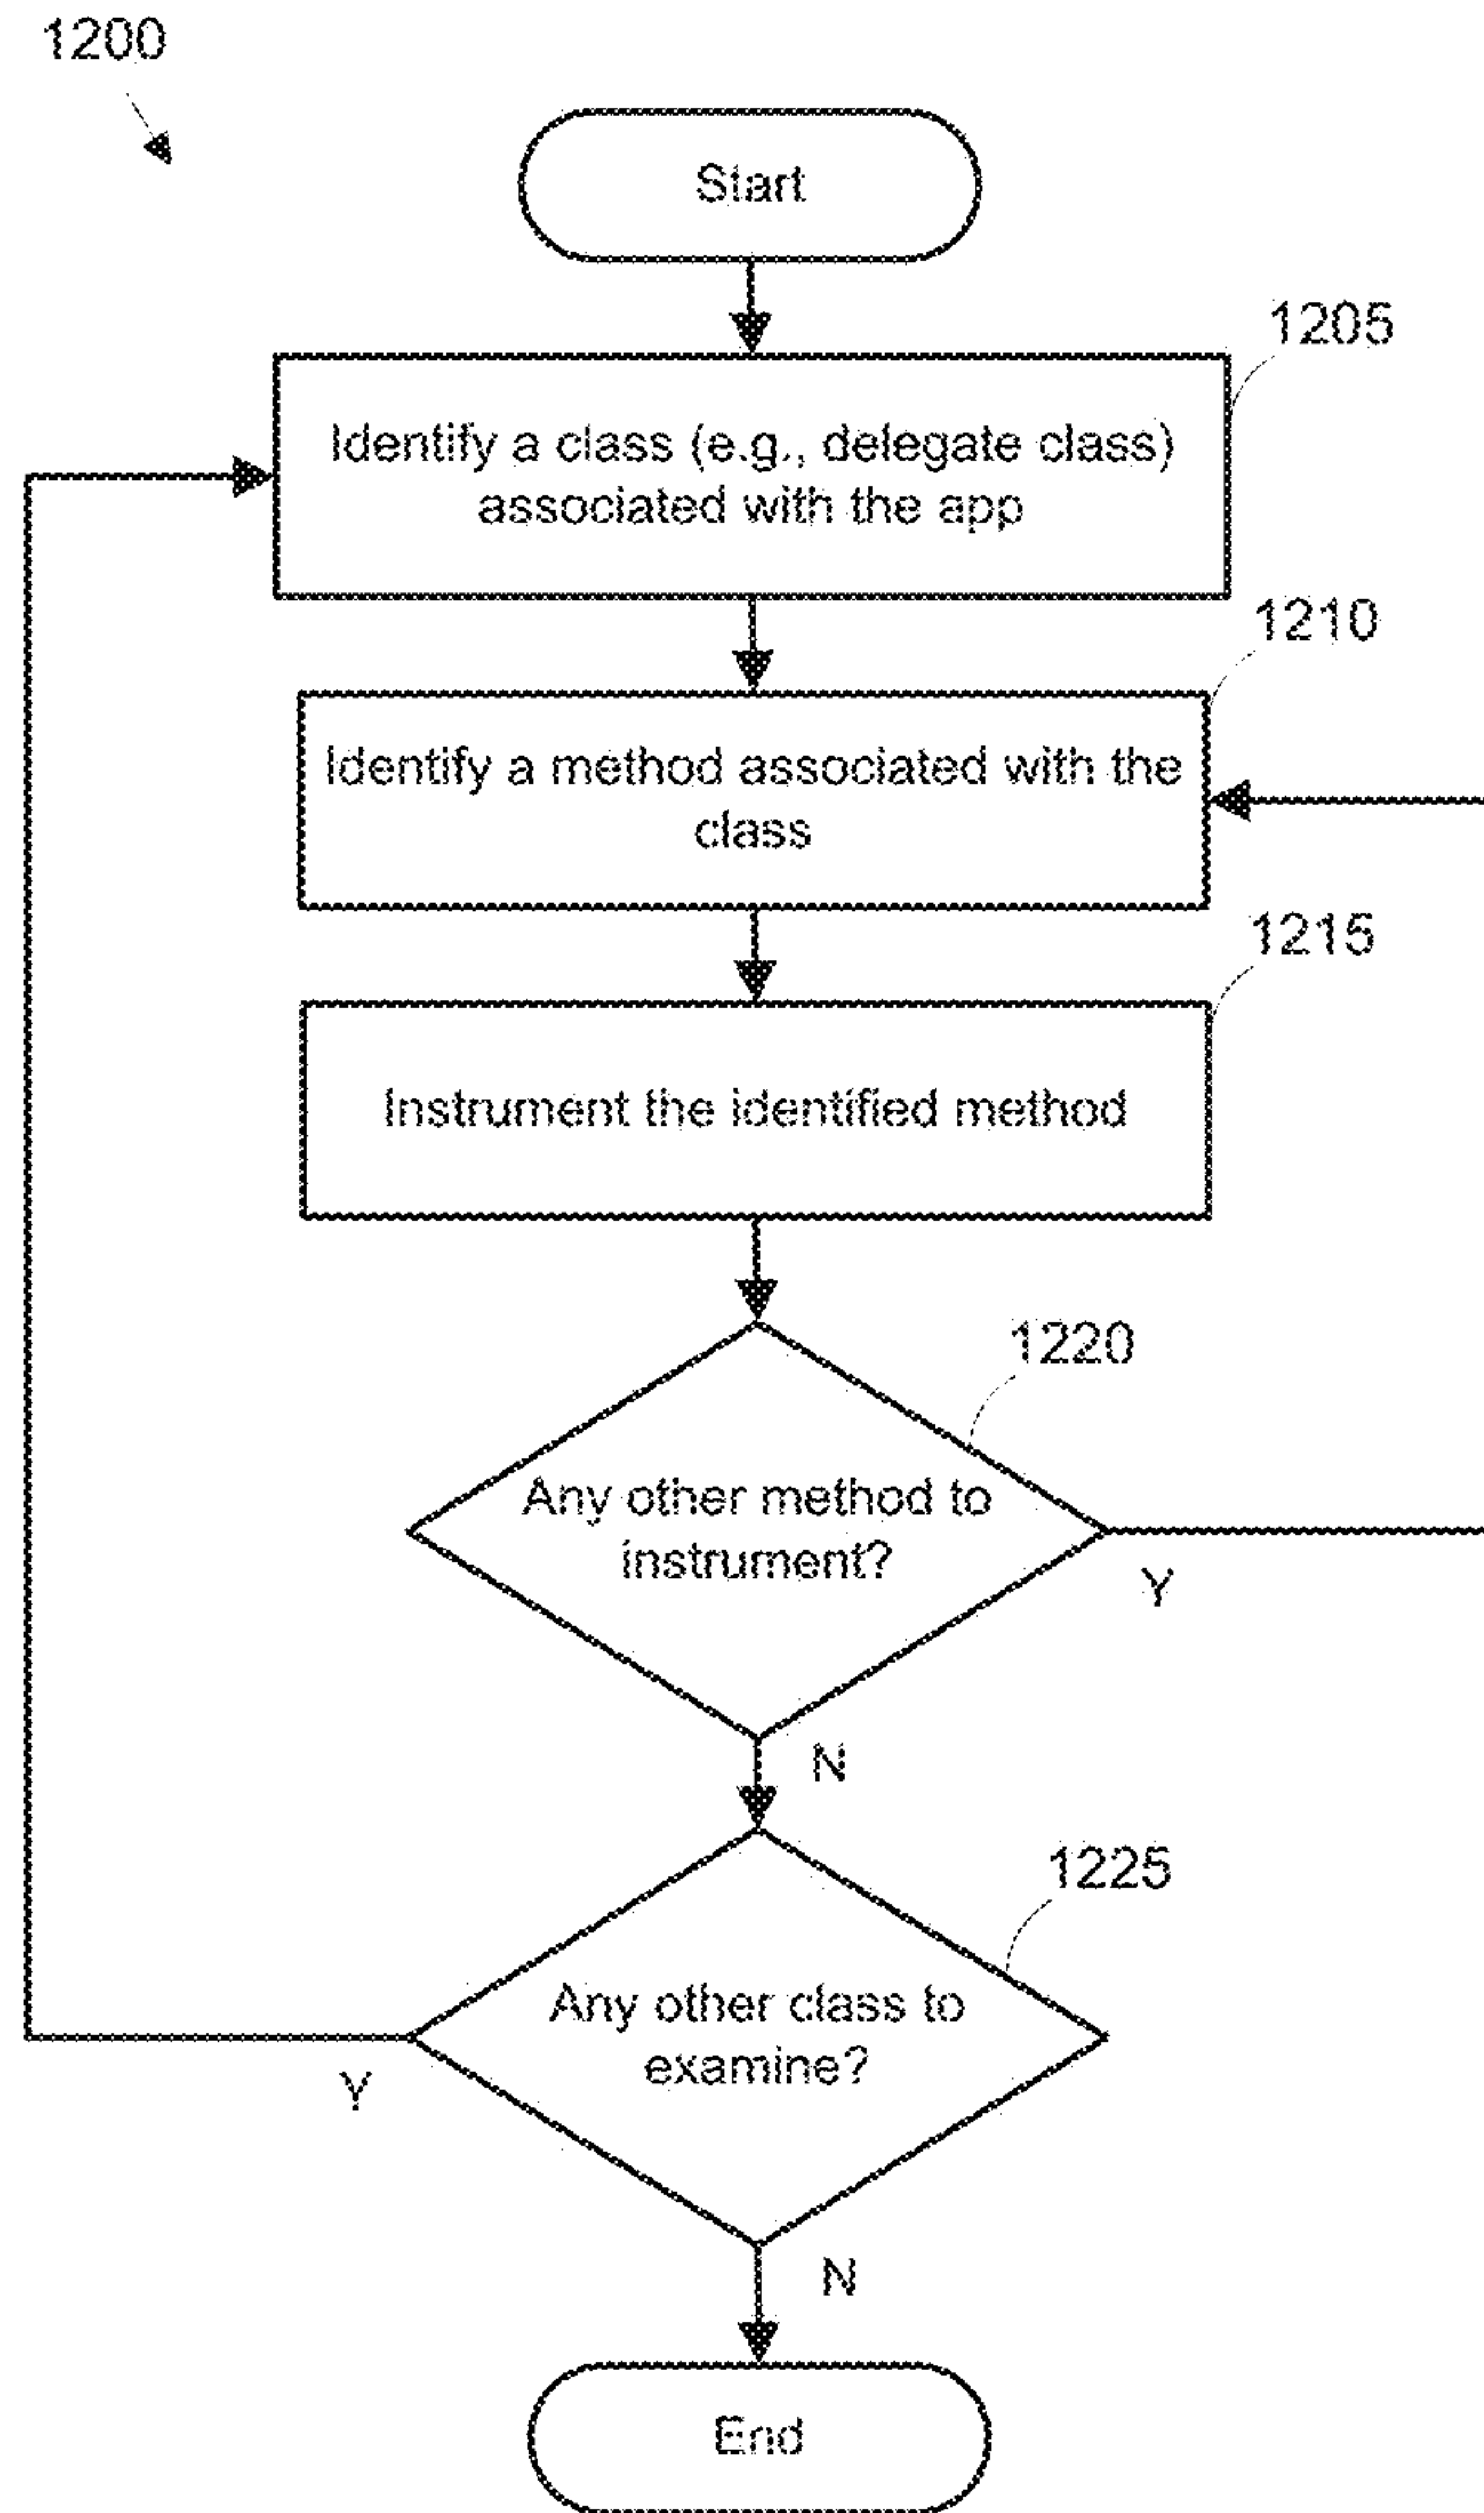 1200
Start
1205
Identify a class (e.g., delegate class)
associated with the app
1210
Identify a method associated with the
class
1215
Instrument the identified method
1220
Any other method to
instrument?
Y
N
1225
Any other class to
examine?
Y
N
End